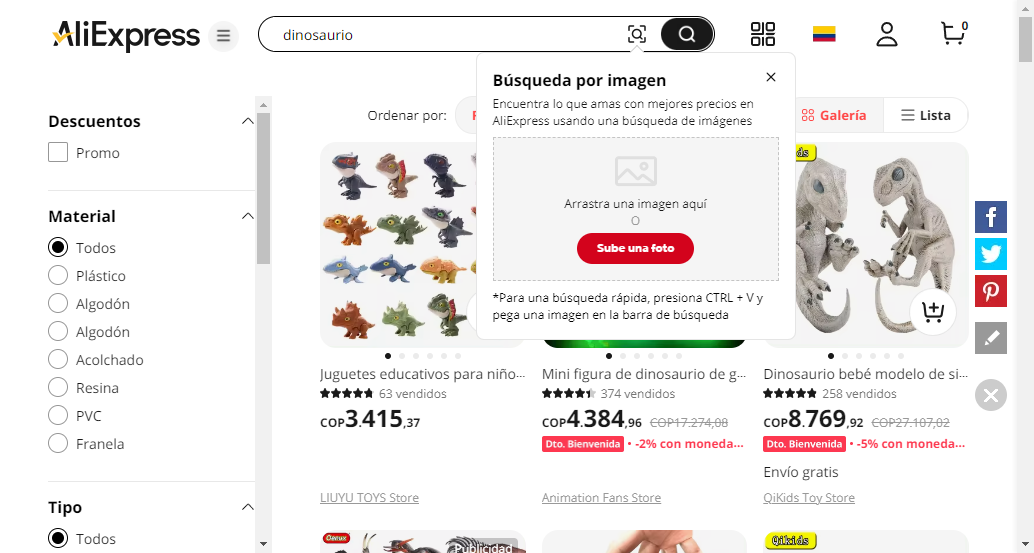 AliExpress
dinosaurio
0
Búsqueda por imagen
Encuentra lo que amas con mejores precios en
AliExpress usando una búsqueda de imágenes
Arrastra una imagen aquí
O
Sube una foto
*Para una búsqueda rápida, presiona CTRL + V y
pega una imagen en la barra de búsqueda
Descuentos
Promo
Material
Todos
Plástico
Algodón
Algodón
Acolchado
Resina
PVC
Franela
Tipo
Todos
Ordenar por:
Galería
Lista
Juguetes educativos para niño...
63 vendidos
COP3.415,37
LIUYU TOYS Store
Mini figura de dinosaurio de g...
374 vendidos
COP4.384,96 COP17.274,08
Dto. Bienvenida • -2% con moneda...
Animation Fans Store
Dinosaurio bebé modelo de si...
258 vendidos
COP8.769,92 COP27.107,02
Dto. Bienvenida • -5% con moneda...
Envío gratis
QiKids Toy Store
Oenux
Publicidad
Qikids